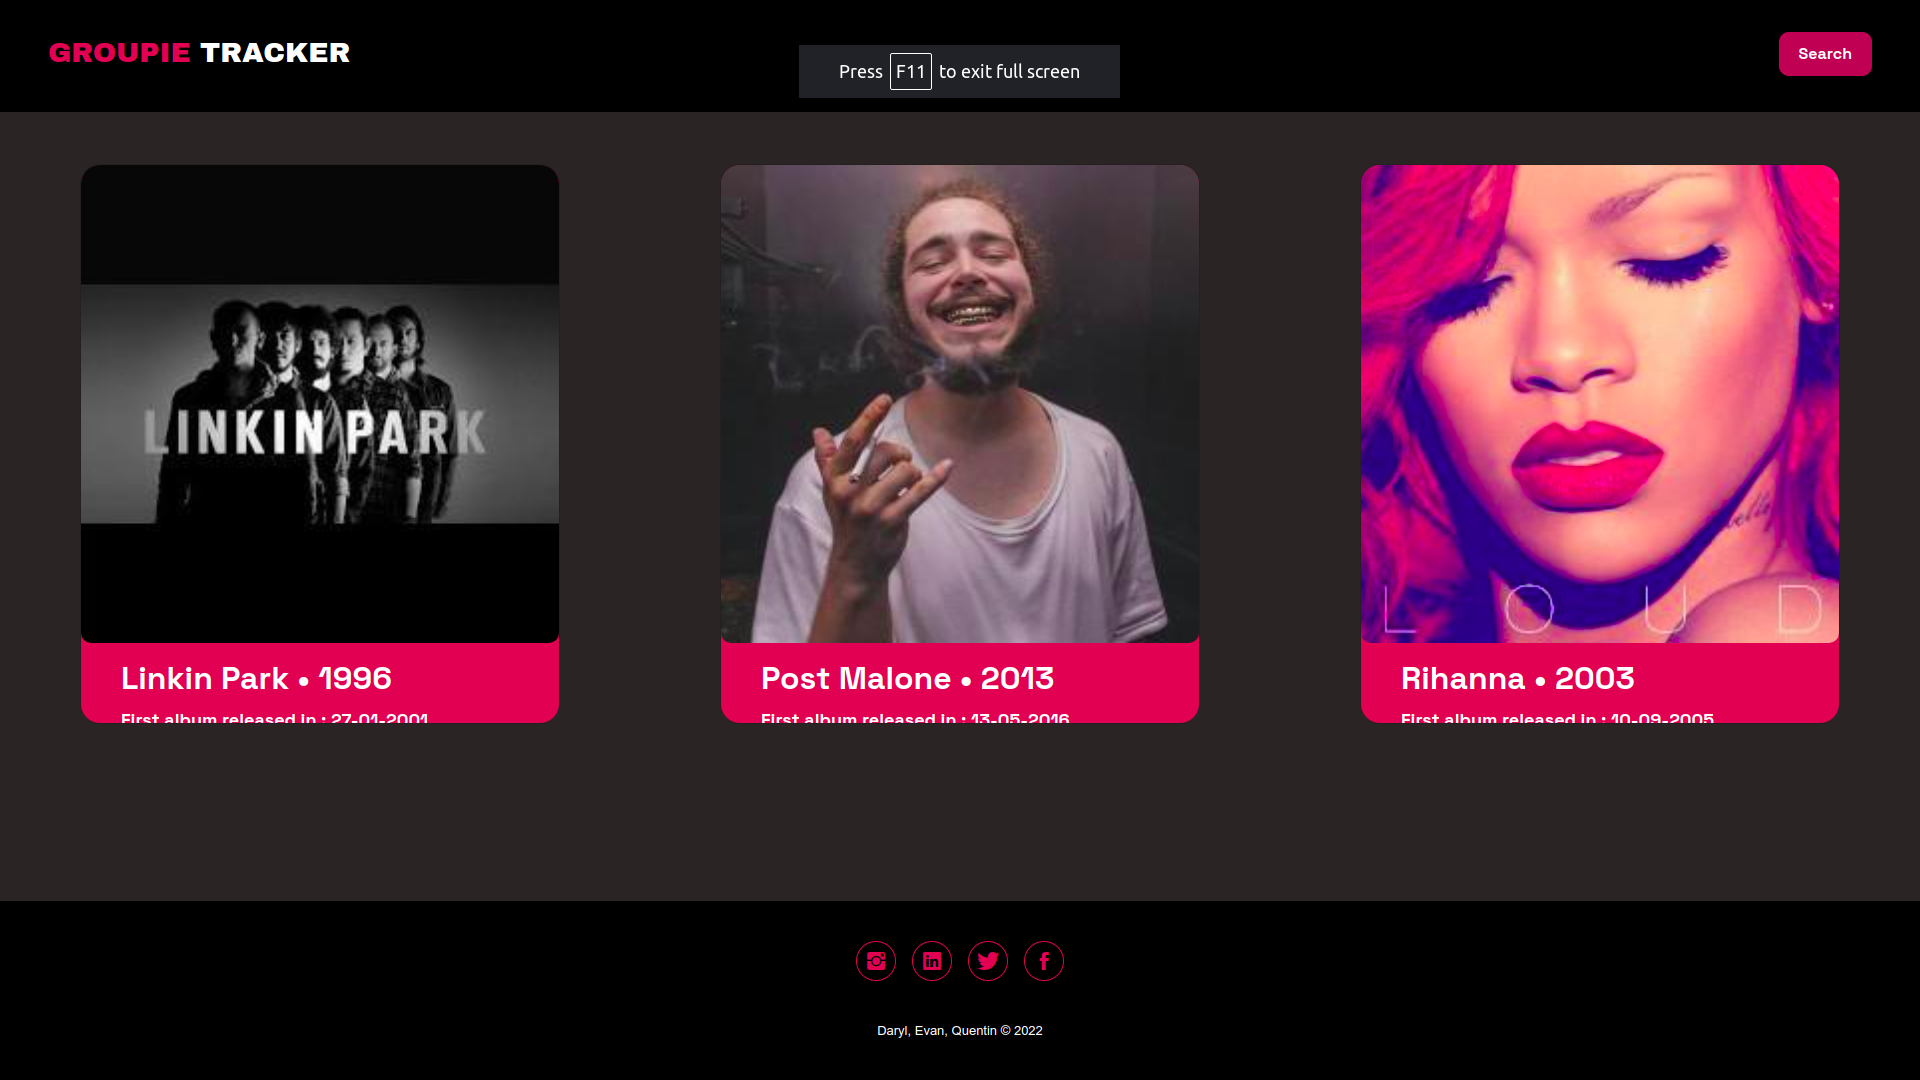 GROUPIE TRACKER
Press F11 to exit full screen
Search
LINKIN PARK
LOUD
Linkin Park • 1996
Post Malone • 2013
Rihanna • 2003
First album released in : 27-01-2001
First album released in : 13-05-2016
First album released in : 10-09-2005
Daryl, Evan, Quentin © 2022